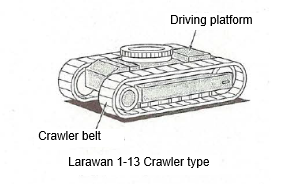 Driving platform
Crawler belt
Larawan 1-13 Crawler type